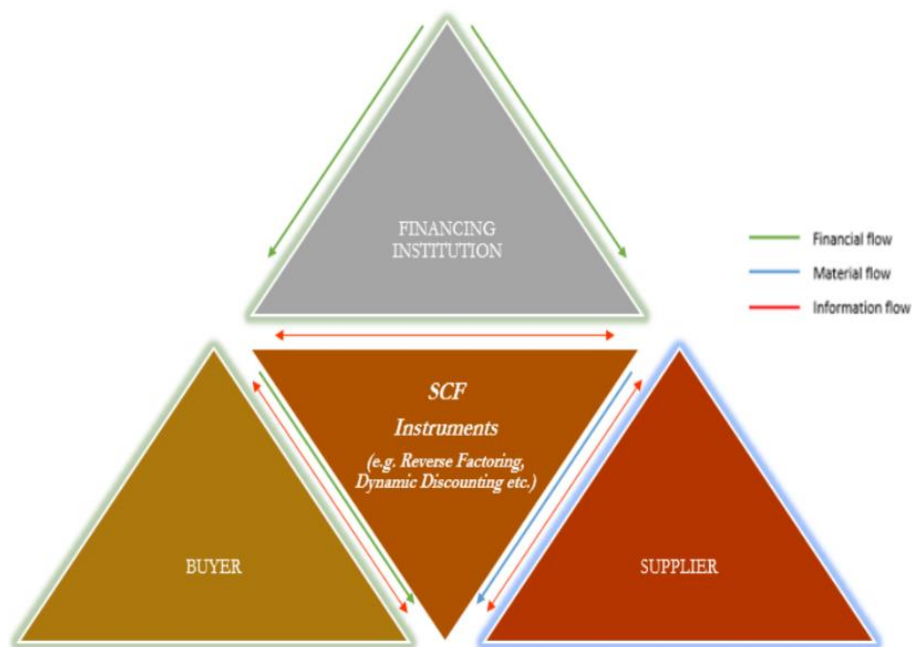 FINANCING
INSTITUTION
Financial flow
Material flow
Information flow
SCF
Instruments
(e.g. Reverse Factoring,
Dynamic Discounting etc.)
BUYER
SUPPLIER